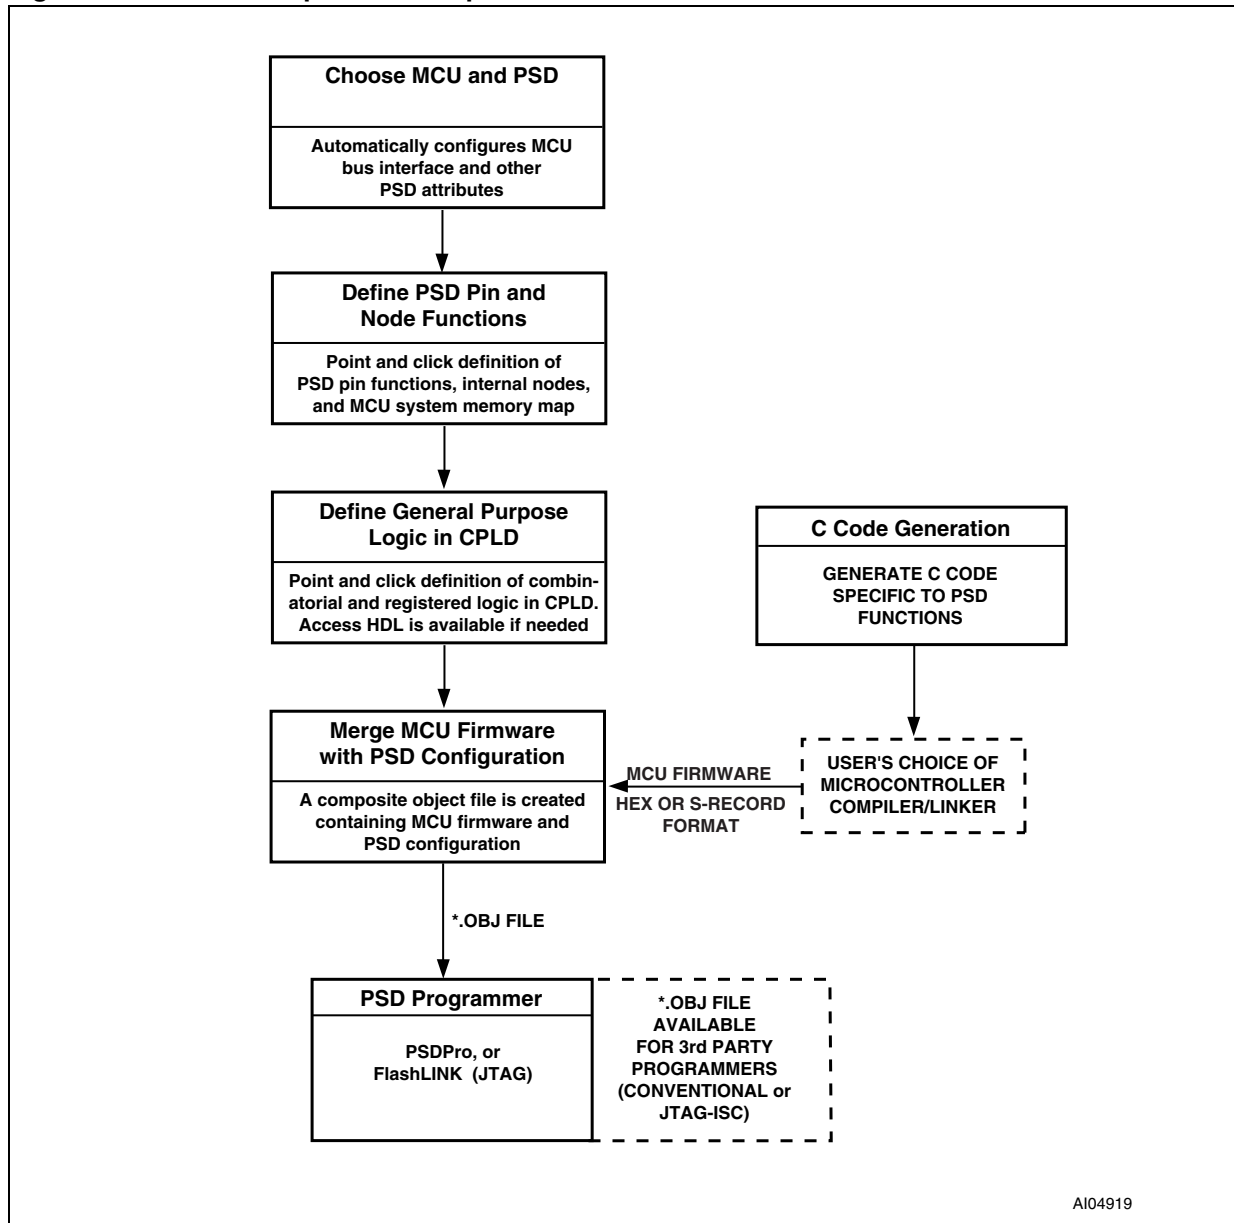 Choose MCU and PSD
Automatically configures MCU
bus interface and other
PSD attributes
Define PSD Pin and
Node Functions
Point and click definition of
PSD pin functions, internal nodes,
and MCU system memory map
Define General Purpose
Logic in CPLD
Point and click definition of combin-
atorial and registered logic in CPLD.
Access HDL is available if needed
C Code Generation
GENERATE C CODE
SPECIFIC TO PSD
FUNCTIONS
Merge MCU Firmware
with PSD Configuration
A composite object file is created
containing MCU firmware and
PSD configuration
MCU FIRMWARE
HEX OR S-RECORD
FORMAT
USER'S CHOICE OF
MICROCONTROLLER
COMPILER/LINKER
*.OBJ FILE
PSD Programmer
PSDPro, or
FlashLINK (JTAG)
*.OBJ FILE
AVAILABLE
FOR 3rd PARTY
PROGRAMMERS
(CONVENTIONAL or
JTAG-ISC)
AI04919